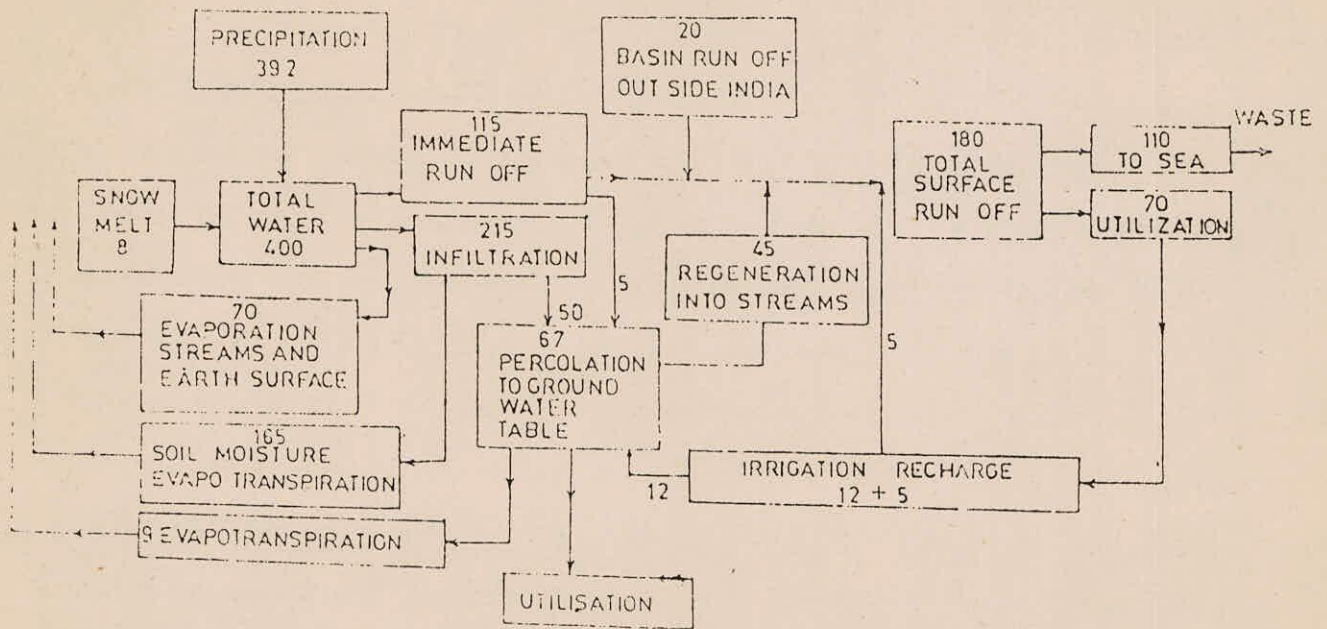 PRECIPITATION
392
20
BASIN RUN OFF
OUT SIDE INDIA
115
IMMEDIATE
RUN OFF
180
TOTAL
SURFACE
RUN OFF
110
TO SEA
WASTE
70
UTILIZATION
SNOW
MELT
8
TOTAL
WATER
400
215
INFILTRATION
45
REGENERATION
INTO STREAMS
5
50
5
70
EVAPORATION
STREAMS AND
EARTH SURFACE
67
PERCOLATION
TO GROUND
WATER
TABLE
165
SOIL MOISTURE
EVAPO TRANSPIRATION
IRRIGATION RECHARGE
12 + 5
12
9 EVAPOTRANSPIRATION
UTILISATION